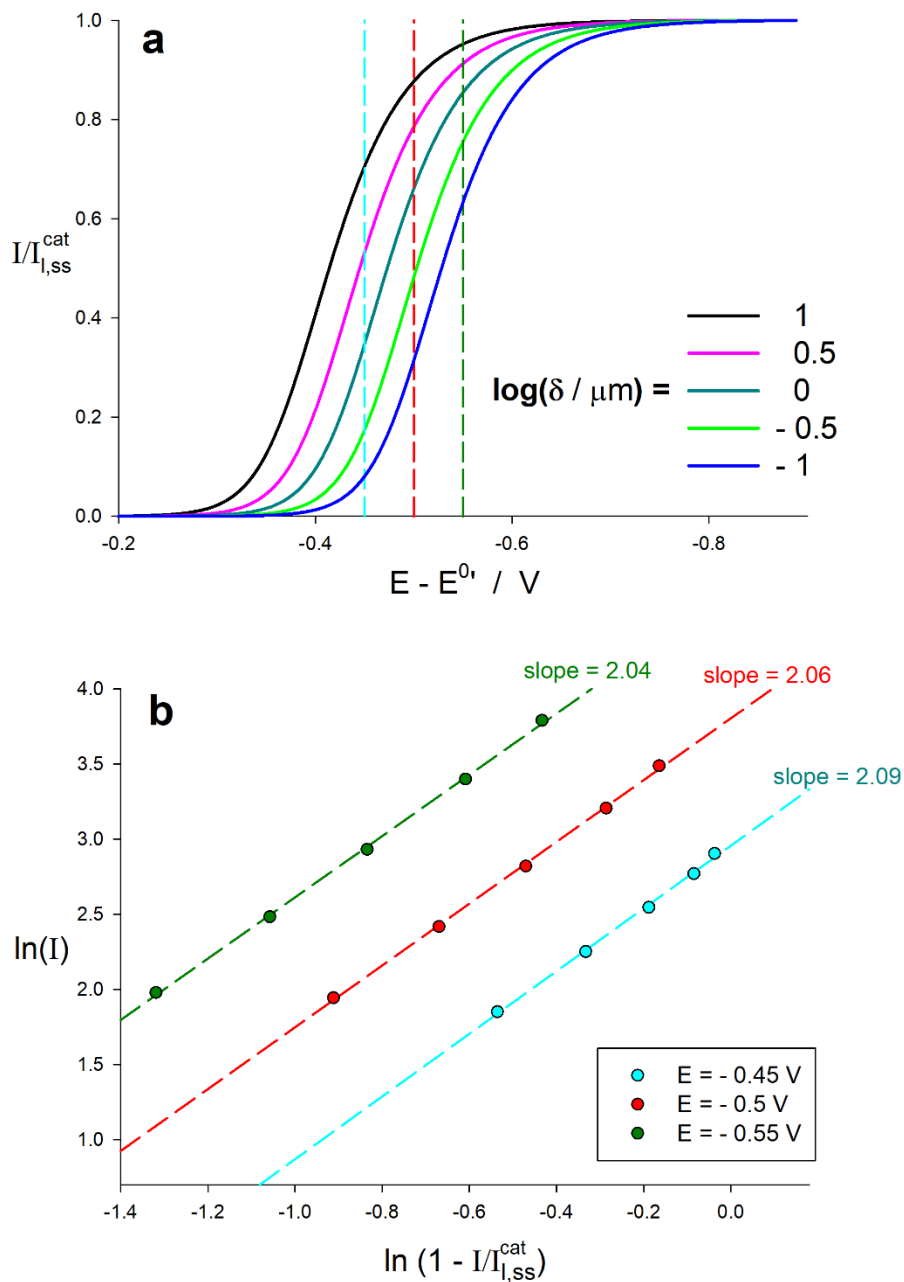 a
1.0
0.8
0.6
0.4
0.2
0.0
I/I_{l,ss}^{cat}
log(δ / μm) =
1
0.5
0
- 0.5
- 1
-0.2 -0.4 -0.6 -0.8
E - E^{0'} / V
b
slope = 2.04
slope = 2.06
slope = 2.09
4.0
3.5
3.0
2.5
2.0
1.5
1.0
ln(I)
E = - 0.45 V
E = - 0.5 V
E = - 0.55 V
-1.4 -1.2 -1.0 -0.8 -0.6 -0.4 -0.2 0.0
ln (1 - I/I_{l,ss}^{cat})